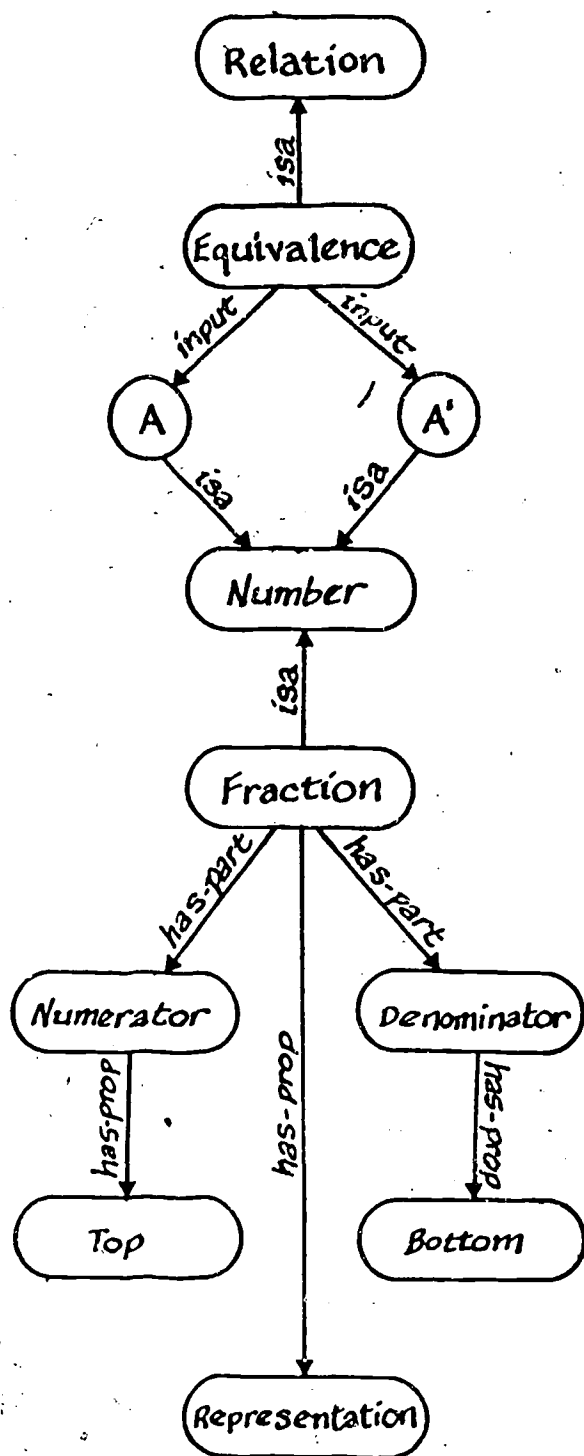 Relation
isa
Equivalence
input input
A A'
isa isa
Number
isa
Fraction
has-part has-part
Numerator Denominator
has-prop has-prop has-prop
Top Bottom
Representation